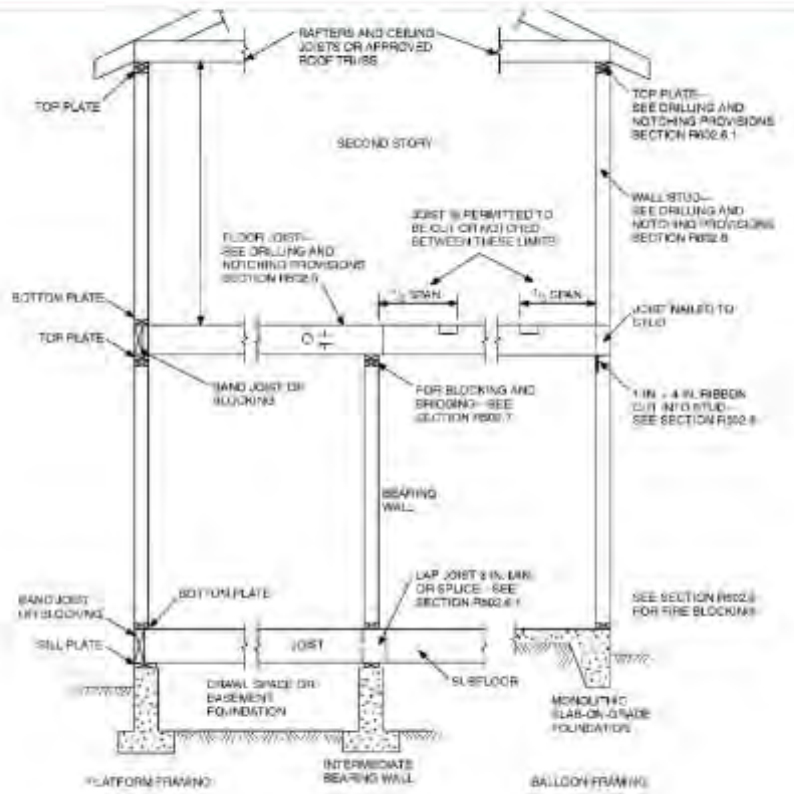 RAFTERS AND CEILING
JOISTS OR APPROVED
ROOF TRUSS
TOP PLATE
TOP PLATE—
SEE DRILLING AND
NOTCHING PROVISIONS
SECTION R602.6.1
SECOND STORY
WALL STUD—
SEE DRILLING AND
NOTCHING PROVISIONS
SECTION R602.6
JOIST IS PERMITTED TO
BE CUT OR NOTCHED
BETWEEN THESE LIMITS
FLOOR JOIST—
SEE DRILLING AND
NOTCHING PROVISIONS
SECTION
SPAN
SPAN
BOTTOM PLATE
TOP PLATE
JOIST NAILED TO
STUD
BAND JOIST OR
BLOCKING
FOR BLOCKING AND
BRIDGING—SEE
SECTION R502.7
1 IN. × 4 IN. RIBBON
CUT INTO STUD—
SEE SECTION
BEARING
WALL
BAND JOIST
OR BLOCKING
BOTTOM PLATE
LAP JOIST 3 IN. MIN.
OR SPLICE—SEE
SECTION R502.6.1
SEE SECTION
FOR FIRE BLOCKING
SILL PLATE
JOIST
SUBFLOOR
CRAWL SPACE OR
BASEMENT
FOUNDATION
MONOLITHIC
SLAB-ON-GRADE
FOUNDATION
PLATFORM FRAMING
INTERMEDIATE
BEARING WALL
BALLOON FRAMING